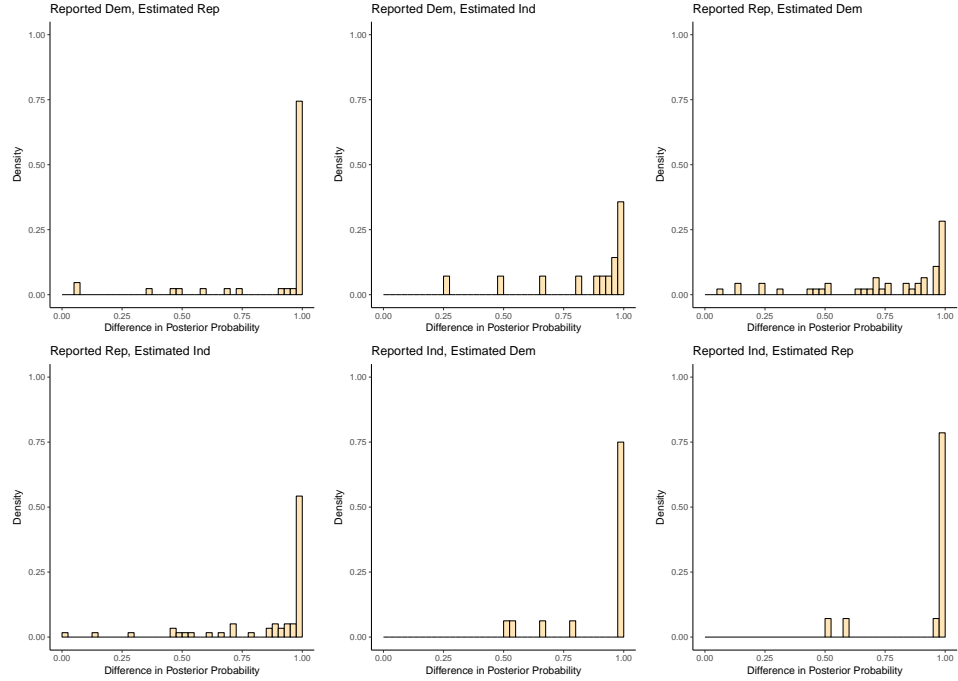 Reported Dem, Estimated Rep
1.00
0.75
0.50
0.25
0.00
Density
0.00 0.25 0.50 0.75 1.00
Difference in Posterior Probability
Reported Dem, Estimated Ind
1.00
0.75
0.50
0.25
0.00
Density
0.00 0.25 0.50 0.75 1.00
Difference in Posterior Probability
Reported Rep, Estimated Dem
1.00
0.75
0.50
0.25
0.00
Density
0.00 0.25 0.50 0.75 1.00
Difference in Posterior Probability
Reported Rep, Estimated Ind
1.00
0.75
0.50
0.25
0.00
Density
0.00 0.25 0.50 0.75 1.00
Difference in Posterior Probability
Reported Ind, Estimated Dem
1.00
0.75
0.50
0.25
0.00
Density
0.00 0.25 0.50 0.75 1.00
Difference in Posterior Probability
Reported Ind, Estimated Rep
1.00
0.75
0.50
0.25
0.00
Density
0.00 0.25 0.50 0.75 1.00
Difference in Posterior Probability